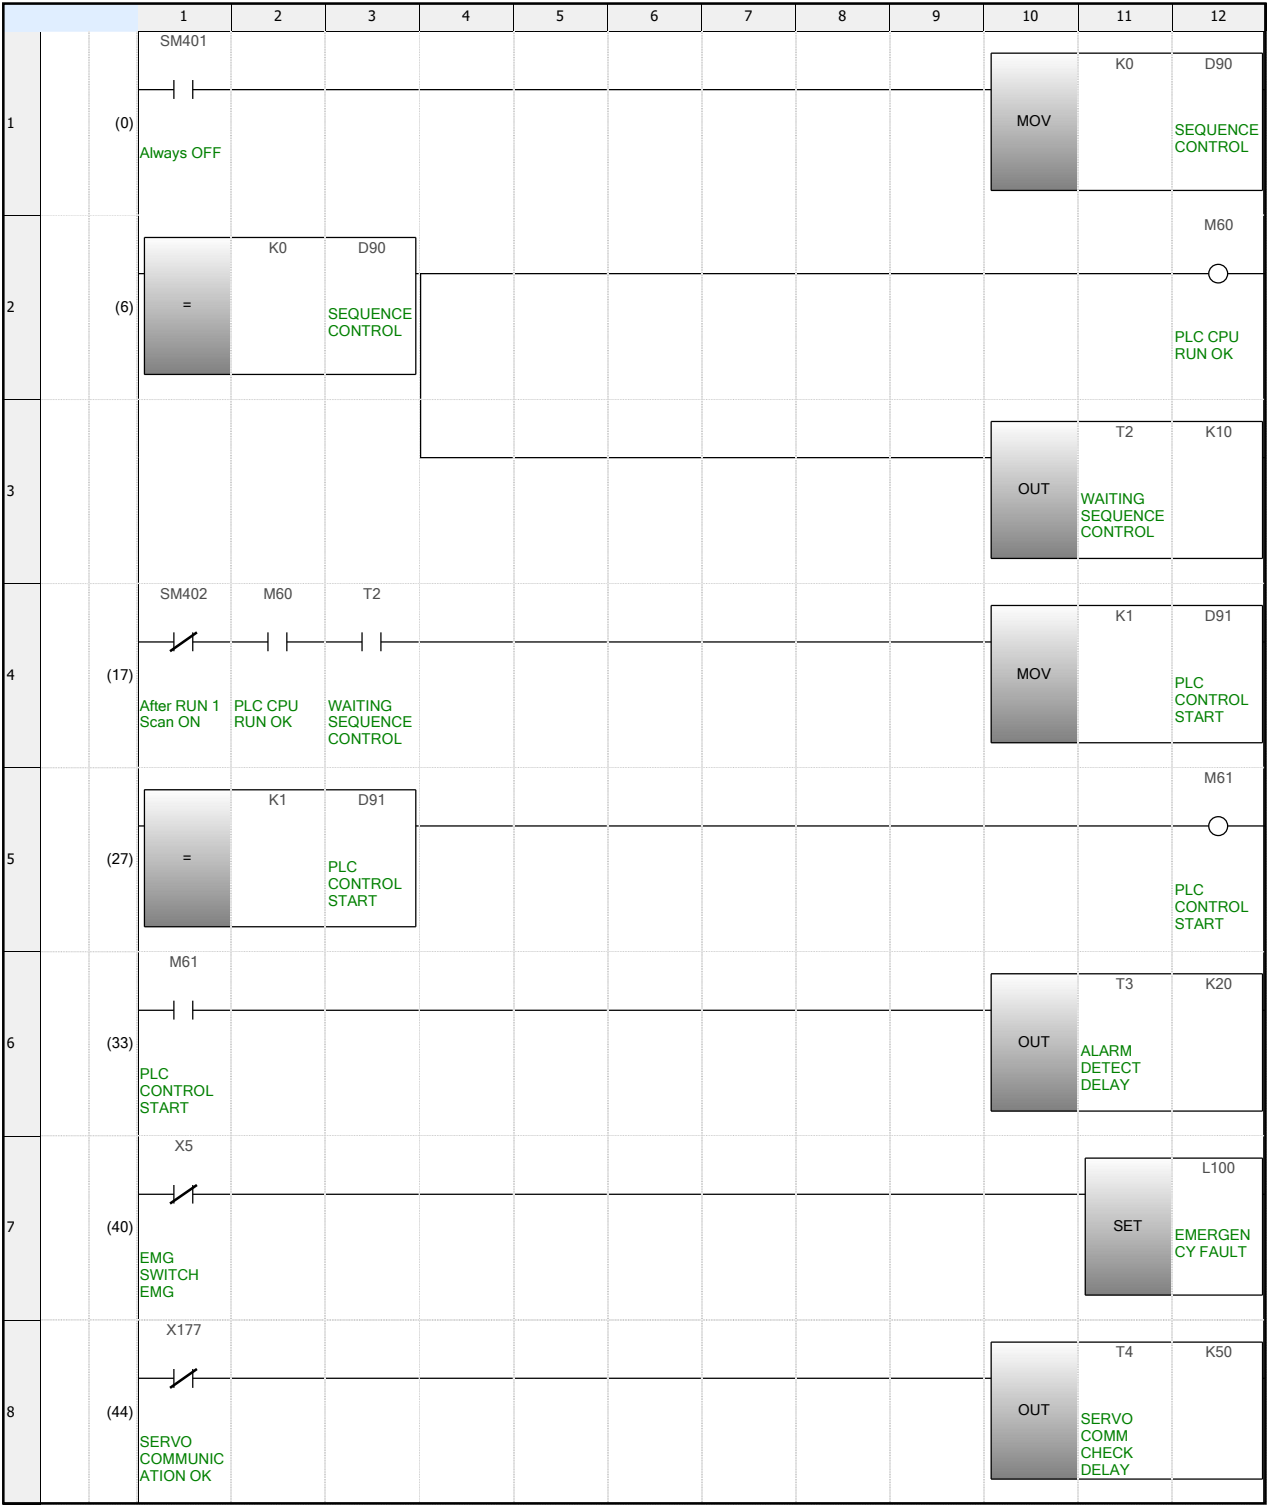 1 2 3 4 5 6 7 8 9 10 11 12
SM401
K0 D90
1 (0) MOV
Always OFF
SEQUENCE
CONTROL
M60
K0 D90
2 (6) =
SEQUENCE
CONTROL
PLC CPU
RUN OK
T2 K10
3 OUT
WAITING
SEQUENCE
CONTROL
SM402 M60 T2
K1 D91
4 (17) MOV
After RUN 1
Scan ON
PLC CPU
RUN OK
WAITING
SEQUENCE
CONTROL
PLC
CONTROL
START
M61
K1 D91
5 (27) =
PLC
CONTROL
START
PLC
CONTROL
START
M61
T3 K20
6 (33) OUT
PLC
CONTROL
START
ALARM
DETECT
DELAY
X5
L100
7 (40) SET
EMG
SWITCH
EMG
EMERGEN
CY FAULT
X177
T4 K50
8 (44) OUT
SERVO
COMMUNIC
ATION OK
SERVO
COMM
CHECK
DELAY